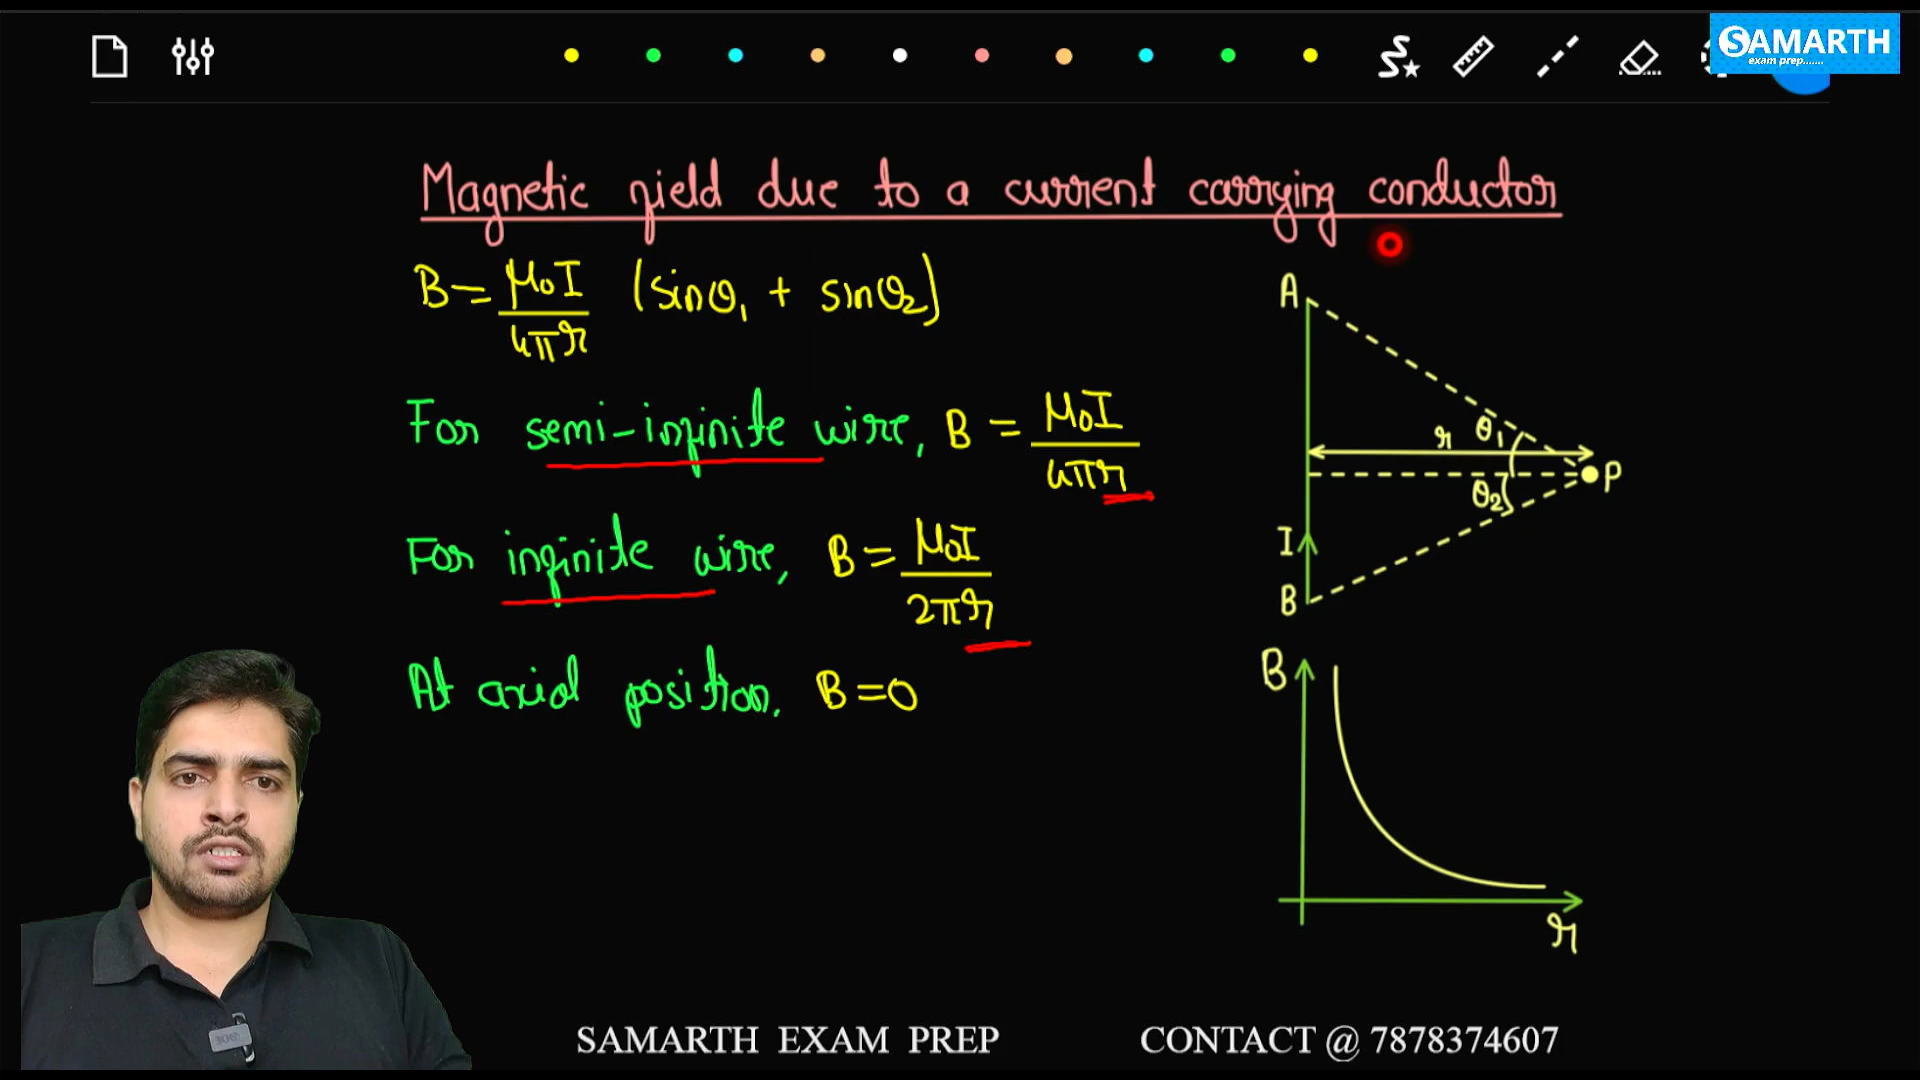 SAMARTH
exam prep.......
Magnetic field due to a current carrying conductor
B = μ₀I / 4πr (sinθ₁ + sinθ₂)
For semi-infinite wire, B = μ₀I / 4πr
For infinite wire, B = μ₀I / 2πr
At axial position, B = 0
A
r θ₁
θ₂ P
I
B
B
r
SAMARTH EXAM PREP CONTACT @ 7878374607